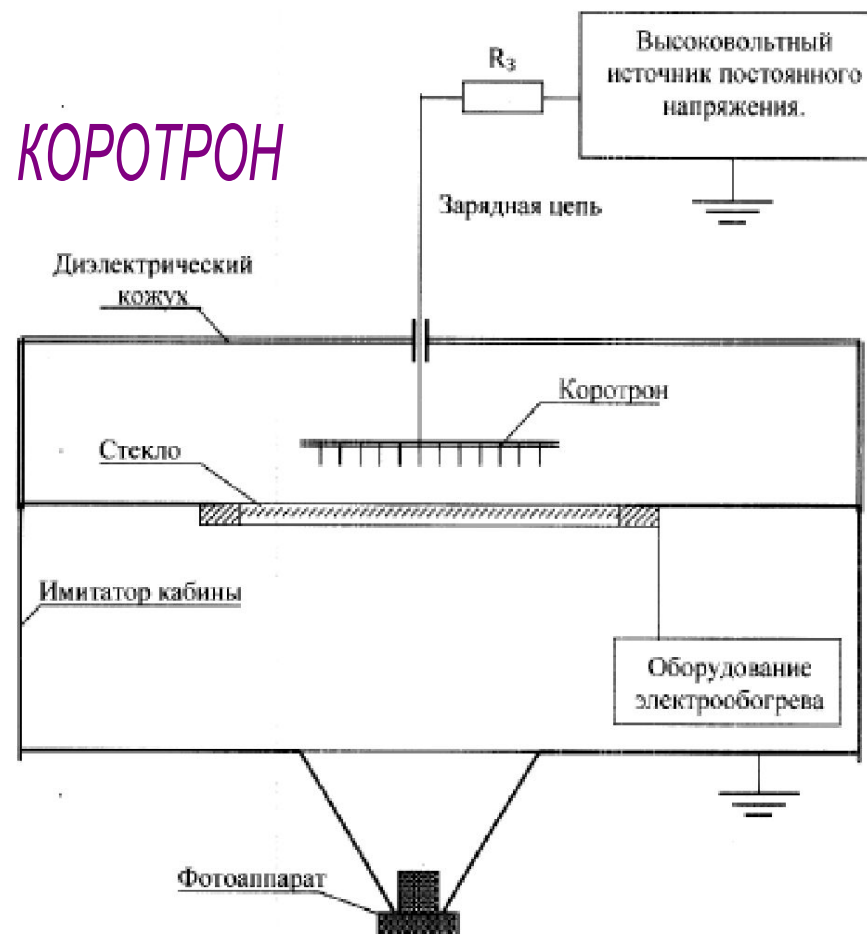 Высоковольтный
источник постоянного
напряжения.
R₃
КОРОТРОН
Зарядная цепь
Диэлектрический
кожух
Коротрон
Стекло
Имитатор кабины
Оборудование
электрообогрева
Фотоаппарат